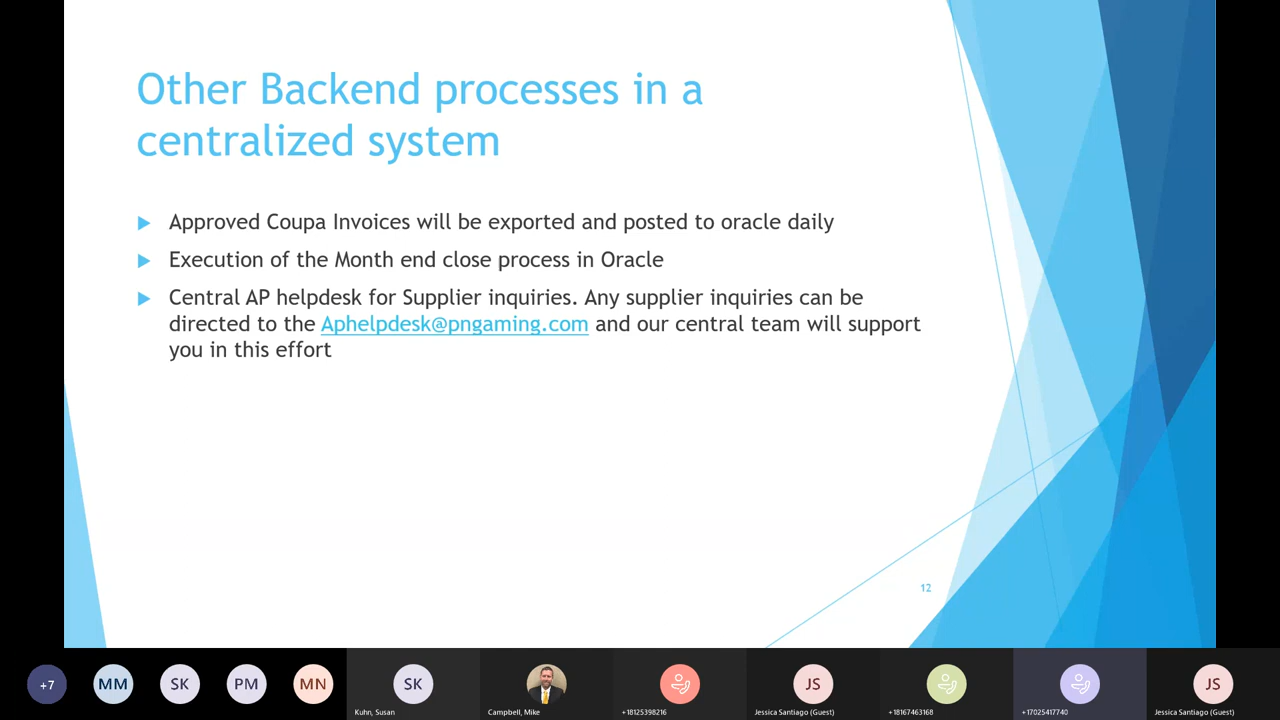 Other Backend processes in a
centralized system
Approved Coupa Invoices will be exported and posted to oracle daily
Execution of the Month end close process in Oracle
Central AP helpdesk for Supplier inquiries. Any supplier inquiries can be
directed to the Aphelpdesk@pngaming.com and our central team will support
you in this effort
12
+7
MM
SK
PM
MN
SK
JS
JS
Kuhn, Susan
Campbell, Mike
+18125398216
Jessica Santiago (Guest)
+18167463168
+17025417740
Jessica Santiago (Guest)